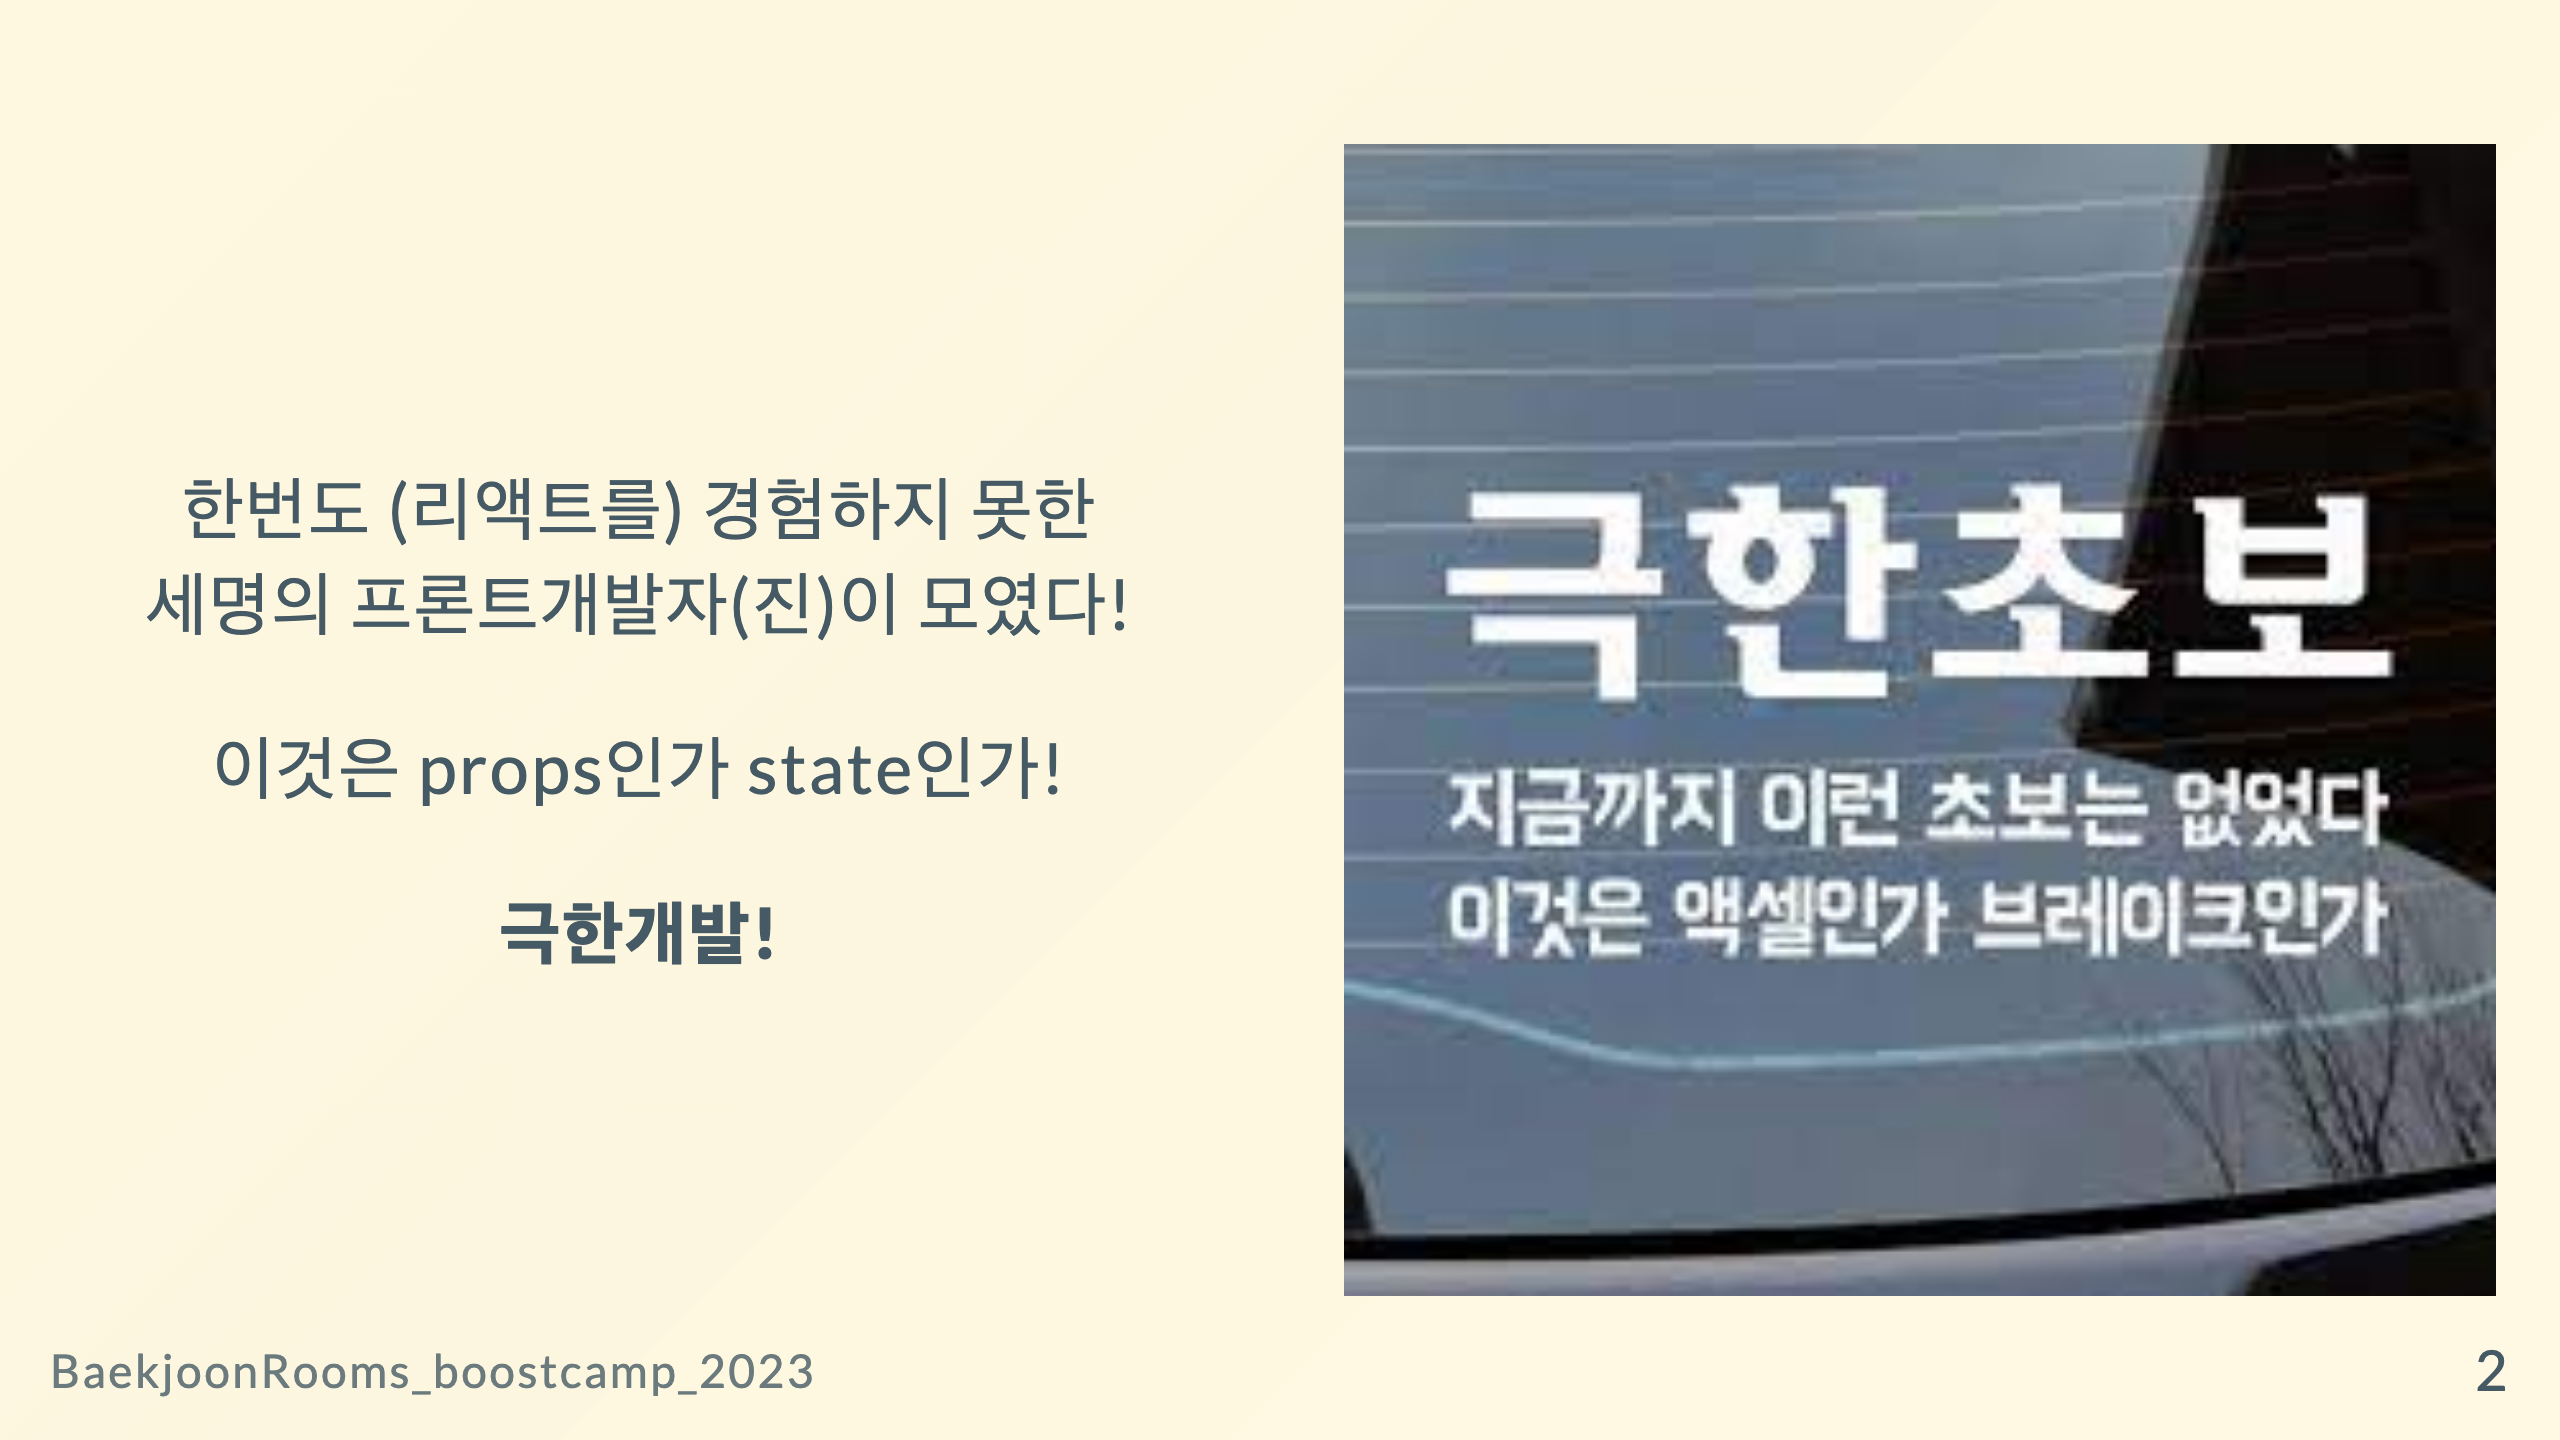 한번도 (리액트를) 경험하지 못한
세명의 프론트개발자(진)이 모였다!
이것은 props인가 state인가!
극한개발!
극한초보
지금까지 이런 초보는 없었다
이것은 액셀인가 브레이크인가
BaekjoonRooms_boostcamp_2023
2